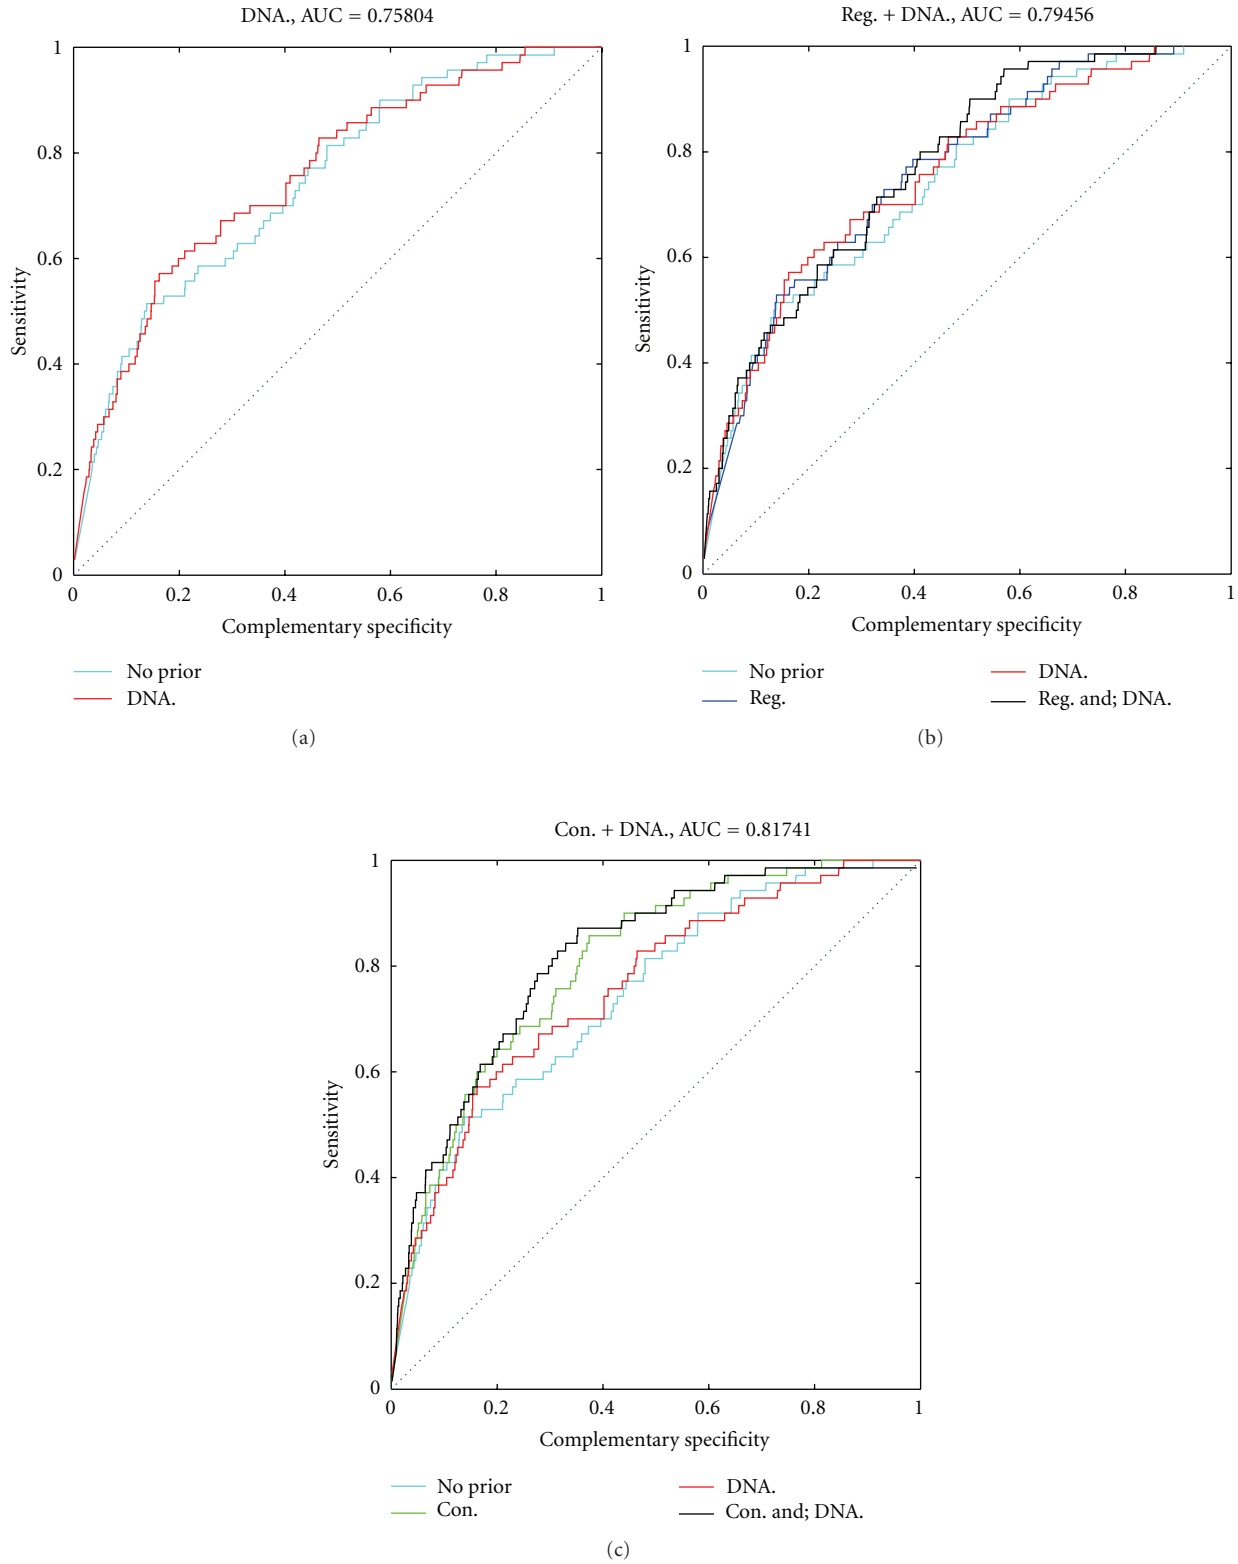 DNA., AUC = 0.75804
1
0.8
0.6
0.4
0.2
0
Sensitivity
0 0.2 0.4 0.6 0.8 1
Complementary specificity
No prior
DNA.
(a)
Reg. + DNA., AUC = 0.79456
1
0.8
0.6
0.4
0.2
0
Sensitivity
0 0.2 0.4 0.6 0.8 1
Complementary specificity
No prior
Reg.
DNA.
Reg. and; DNA.
(b)
Con. + DNA., AUC = 0.81741
1
0.8
0.6
0.4
0.2
0
Sensitivity
0 0.2 0.4 0.6 0.8 1
Complementary specificity
No prior
Con.
DNA.
Con. and; DNA.
(c)